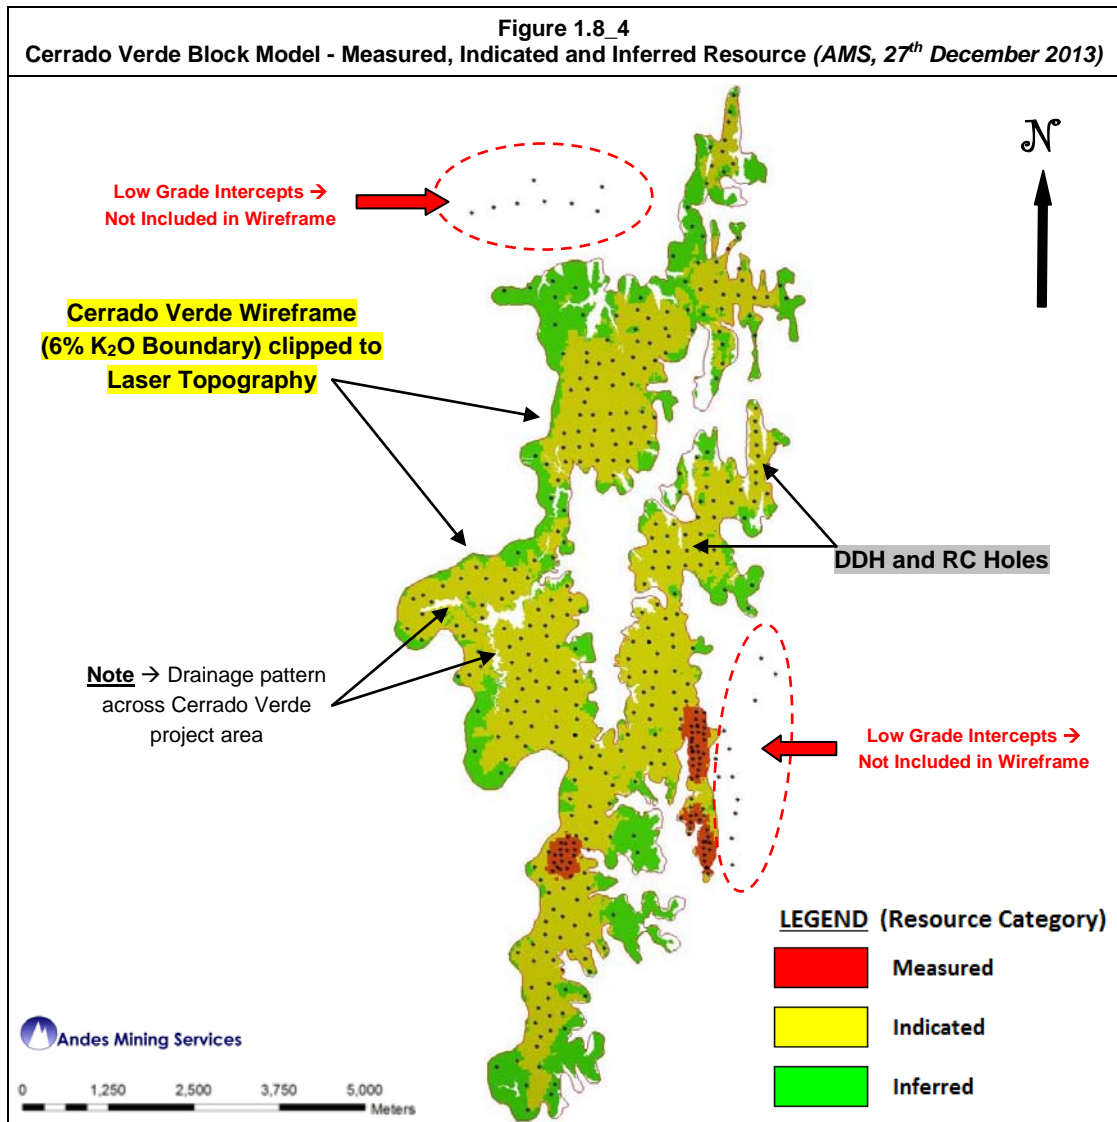 Figure 1.8_4
Cerrado Verde Block Model - Measured, Indicated and Inferred Resource (AMS, 27th December 2013)
N
Low Grade Intercepts →
Not Included in Wireframe
Cerrado Verde Wireframe
(6% K₂O Boundary) clipped to
Laser Topography
DDH and RC Holes
Note → Drainage pattern
across Cerrado Verde
project area
Low Grade Intercepts →
Not Included in Wireframe
LEGEND (Resource Category)
Measured
Indicated
Inferred
Andes Mining Services
0 1,250 2,500 3,750 5,000
Meters